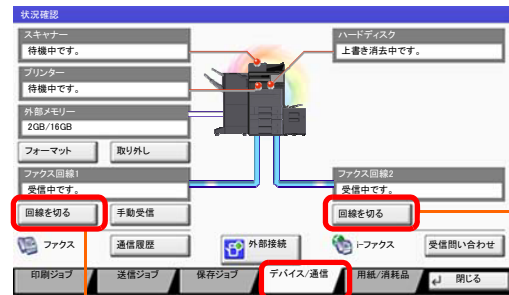 状況確認
スキャナー
待機中です。
ハードディスク
上書き消去中です。
プリンター
待機中です。
外部メモリー
2GB/16GB
フォーマット
取り外し
ファクス回線1
受信中です。
ファクス回線2
受信中です。
回線を切る
手動受信
回線を切る
ファクス
通信履歴
外部接続
i-ファクス
受信問い合わせ
印刷ジョブ
送信ジョブ
保存ジョブ
デバイス/通信
用紙/消耗品
閉じる